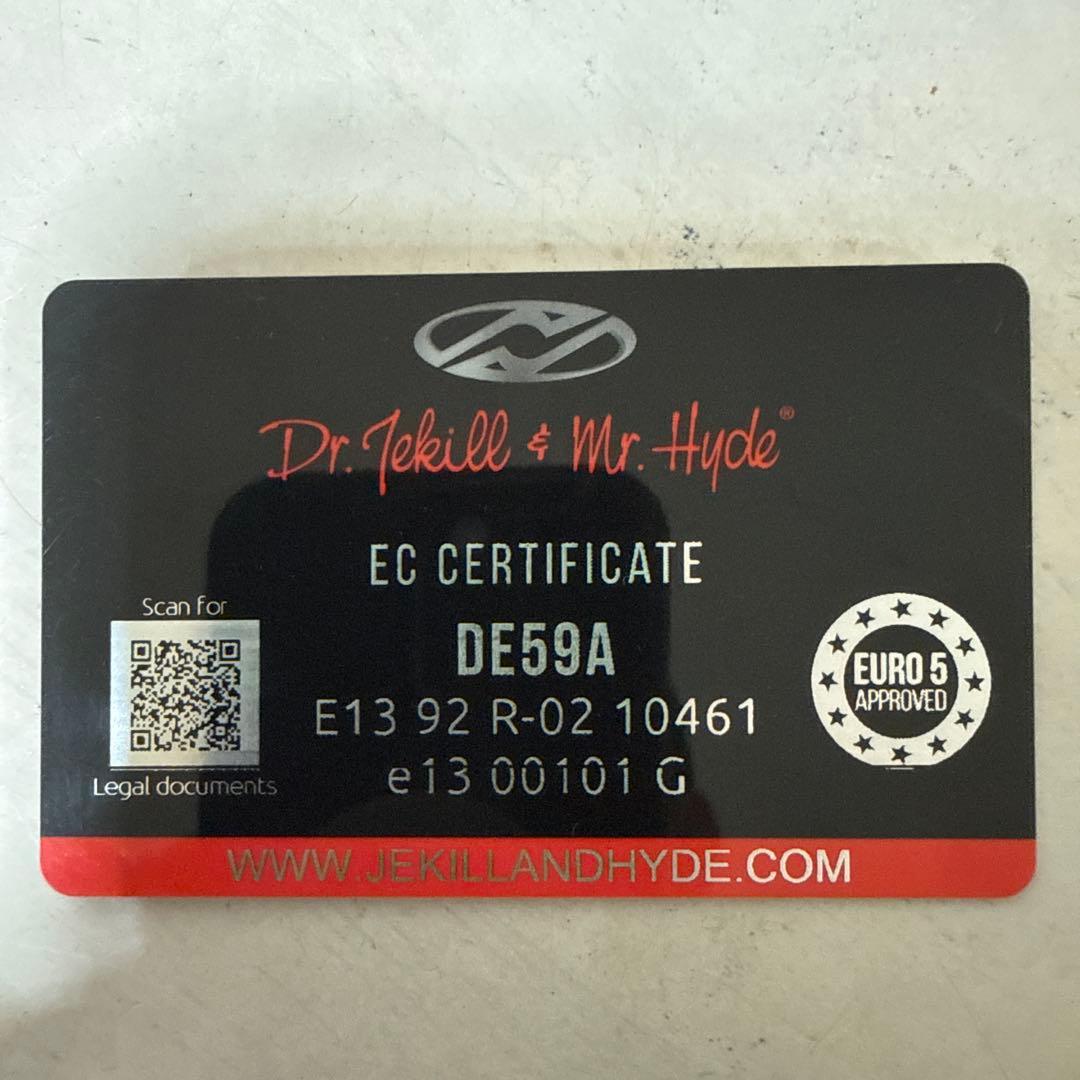 Dr. Jekill & Mr. Hyde®
EC CERTIFICATE
DE59A
E13 92 R-02 10461
e13 00101 G
Scan for
Legal documents
EURO 5
APPROVED
WWW.JEKILLANDHYDE.COM